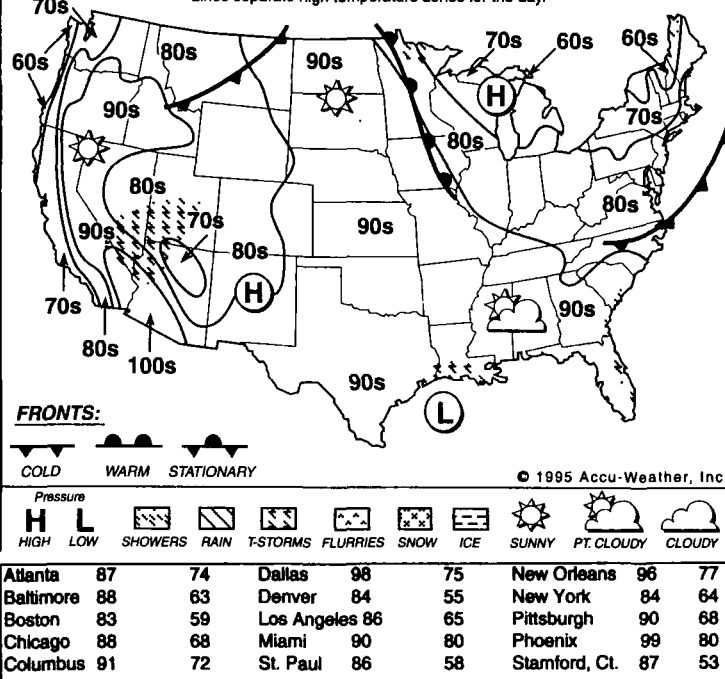 Lines separate high temperature zones for the day.
70s
60s
80s
90s
90s
70s
60s
60s
H
70s
80s
80s
70s
90s
80s
90s
80s
H
90s
70s
80s
100s
90s
L
FRONTS:
COLD WARM STATIONARY
© 1995 Accu-Weather, Inc
Pressure
H L
HIGH LOW SHOWERS RAIN T-STORMS FLURRIES SNOW ICE SUNNY PT. CLOUDY CLOUDY
Atlanta 87 74 Dallas 98 75 New Orleans 96 77
Baltimore 88 63 Denver 84 55 New York 84 64
Boston 83 59 Los Angeles 86 65 Pittsburgh 90 68
Chicago 88 68 Miami 90 80 Phoenix 99 80
Columbus 91 72 St. Paul 86 58 Stamford, Ct. 87 53